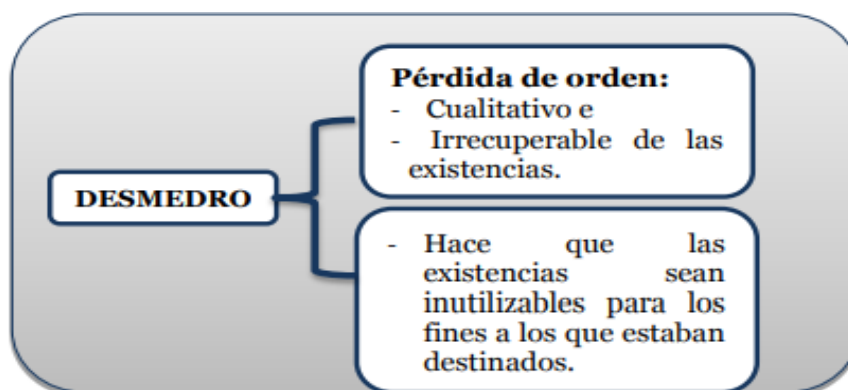 DESMEDRO
Pérdida de orden:
- Cualitativo e
- Irrecuperable de las
existencias.
- Hace que las
existencias sean
inutilizables para los
fines a los que estaban
destinados.